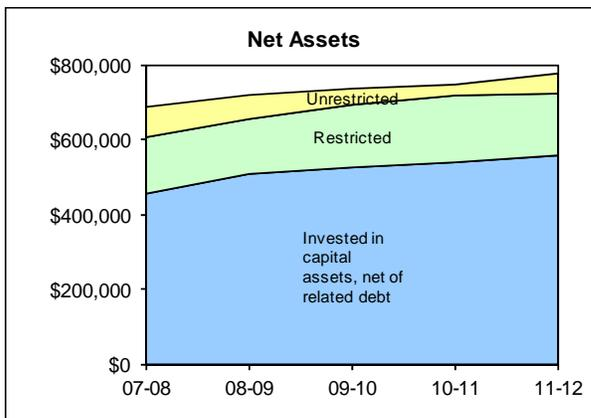 Net Assets
$800,000
$600,000
$400,000
$200,000
$0
Unrestricted
Restricted
Invested in
capital
assets, net of
related debt
07-08 08-09 09-10 10-11 11-12